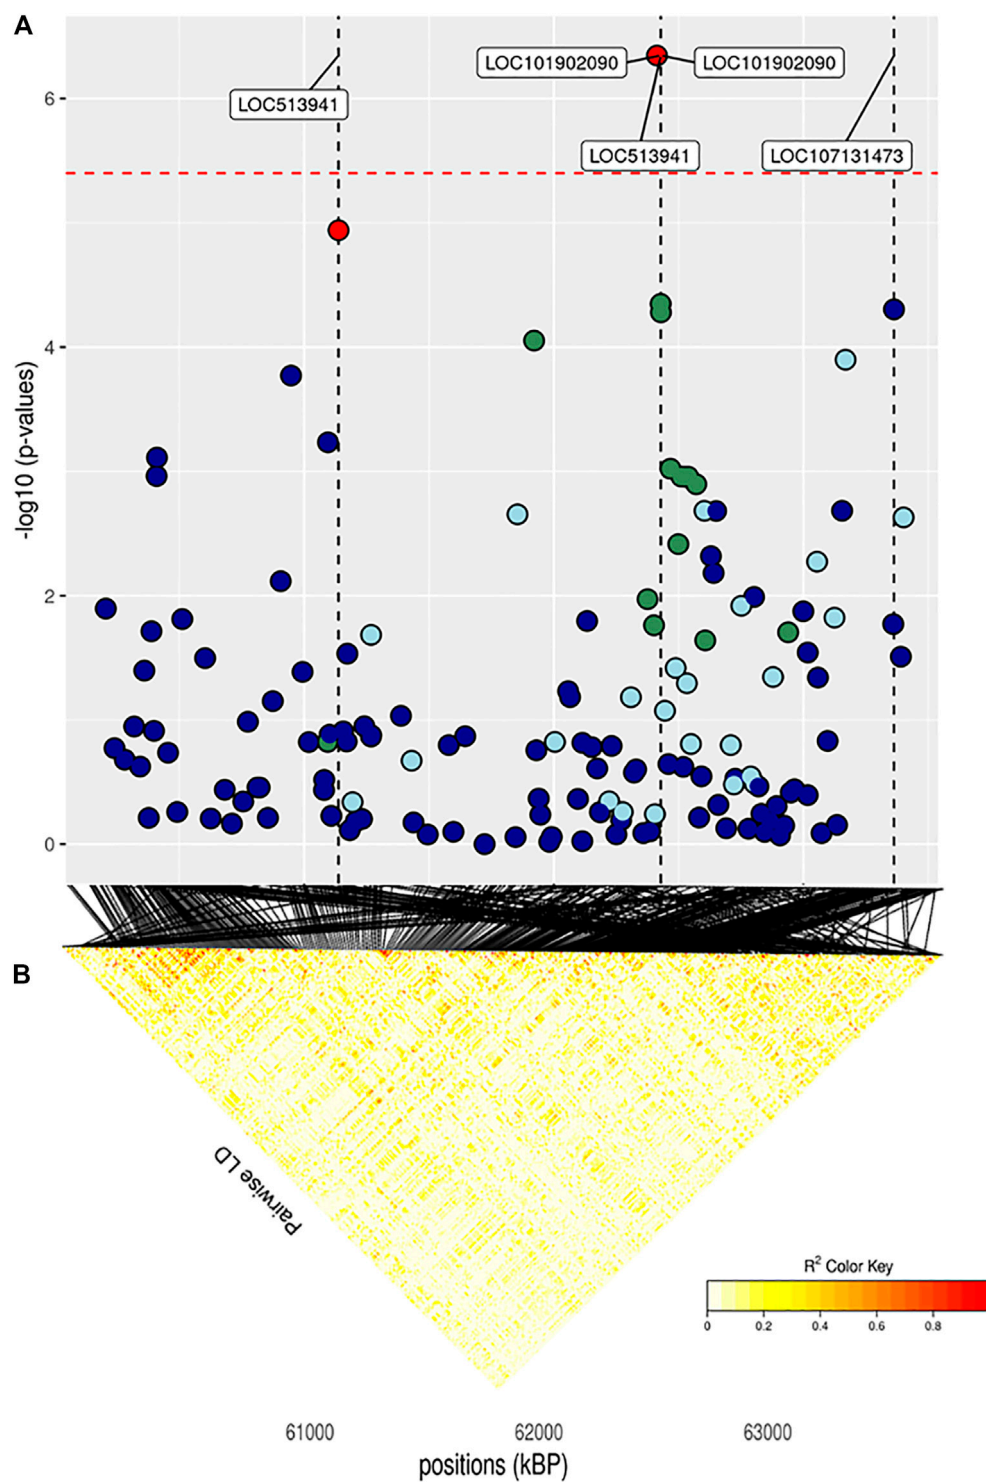 A
LOC101902090
LOC101902090
LOC513941
6
LOC513941
LOC107131473
4
-log10 (p-values)
2
0
B
Pairwise LD
R² Color Key
0 0.2 0.4 0.6 0.8
61000 62000 63000
positions (kBP)